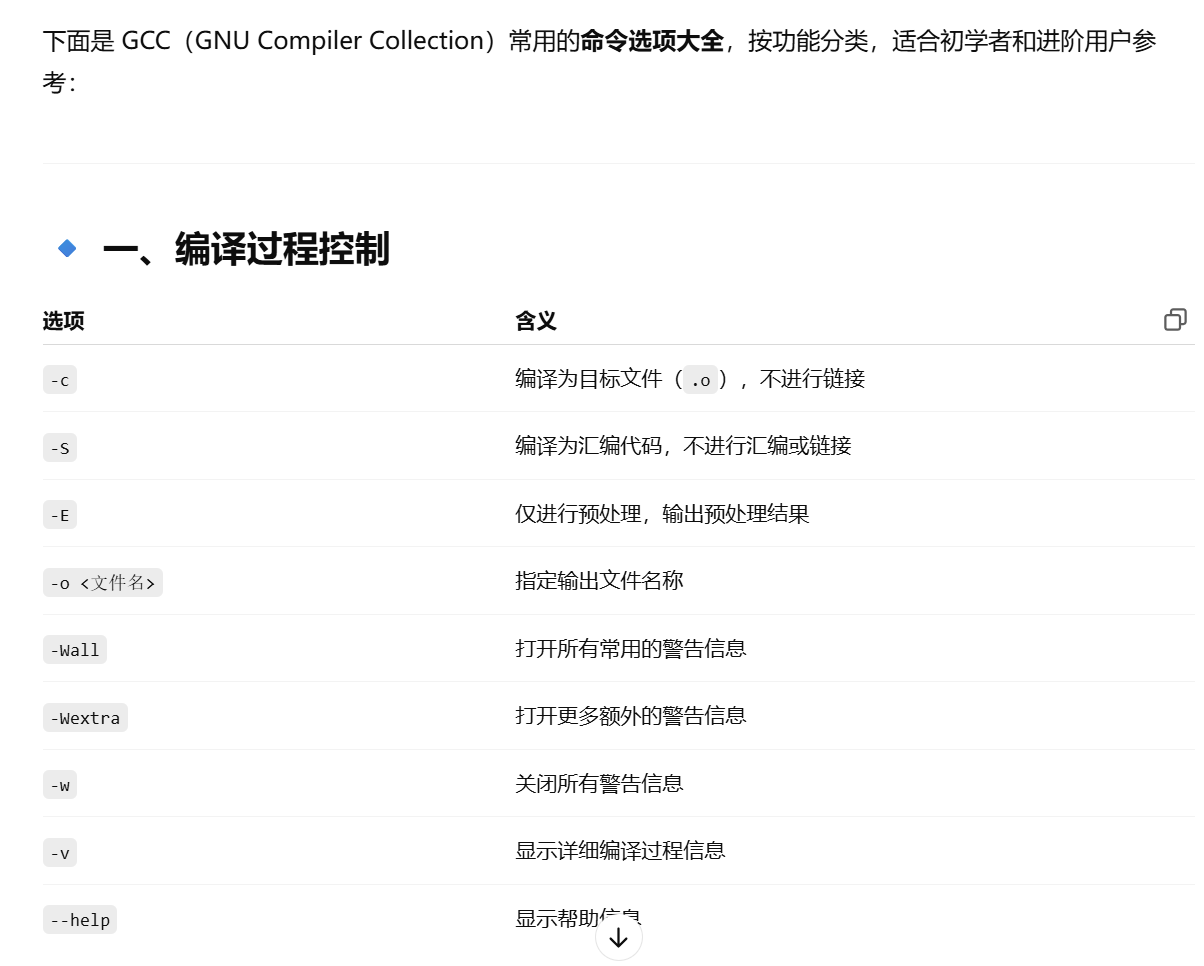 下面是 GCC（GNU Compiler Collection）常用的命令选项大全，按功能分类，适合初学者和进阶用户参
考：
一、编译过程控制
选项 含义
-c 编译为目标文件（.o），不进行链接
-S 编译为汇编代码，不进行汇编或链接
-E 仅进行预处理，输出预处理结果
-o <文件名> 指定输出文件名称
-Wall 打开所有常用的警告信息
-Wextra 打开更多额外的警告信息
-w 关闭所有警告信息
-v 显示详细编译过程信息
--help 显示帮助信息